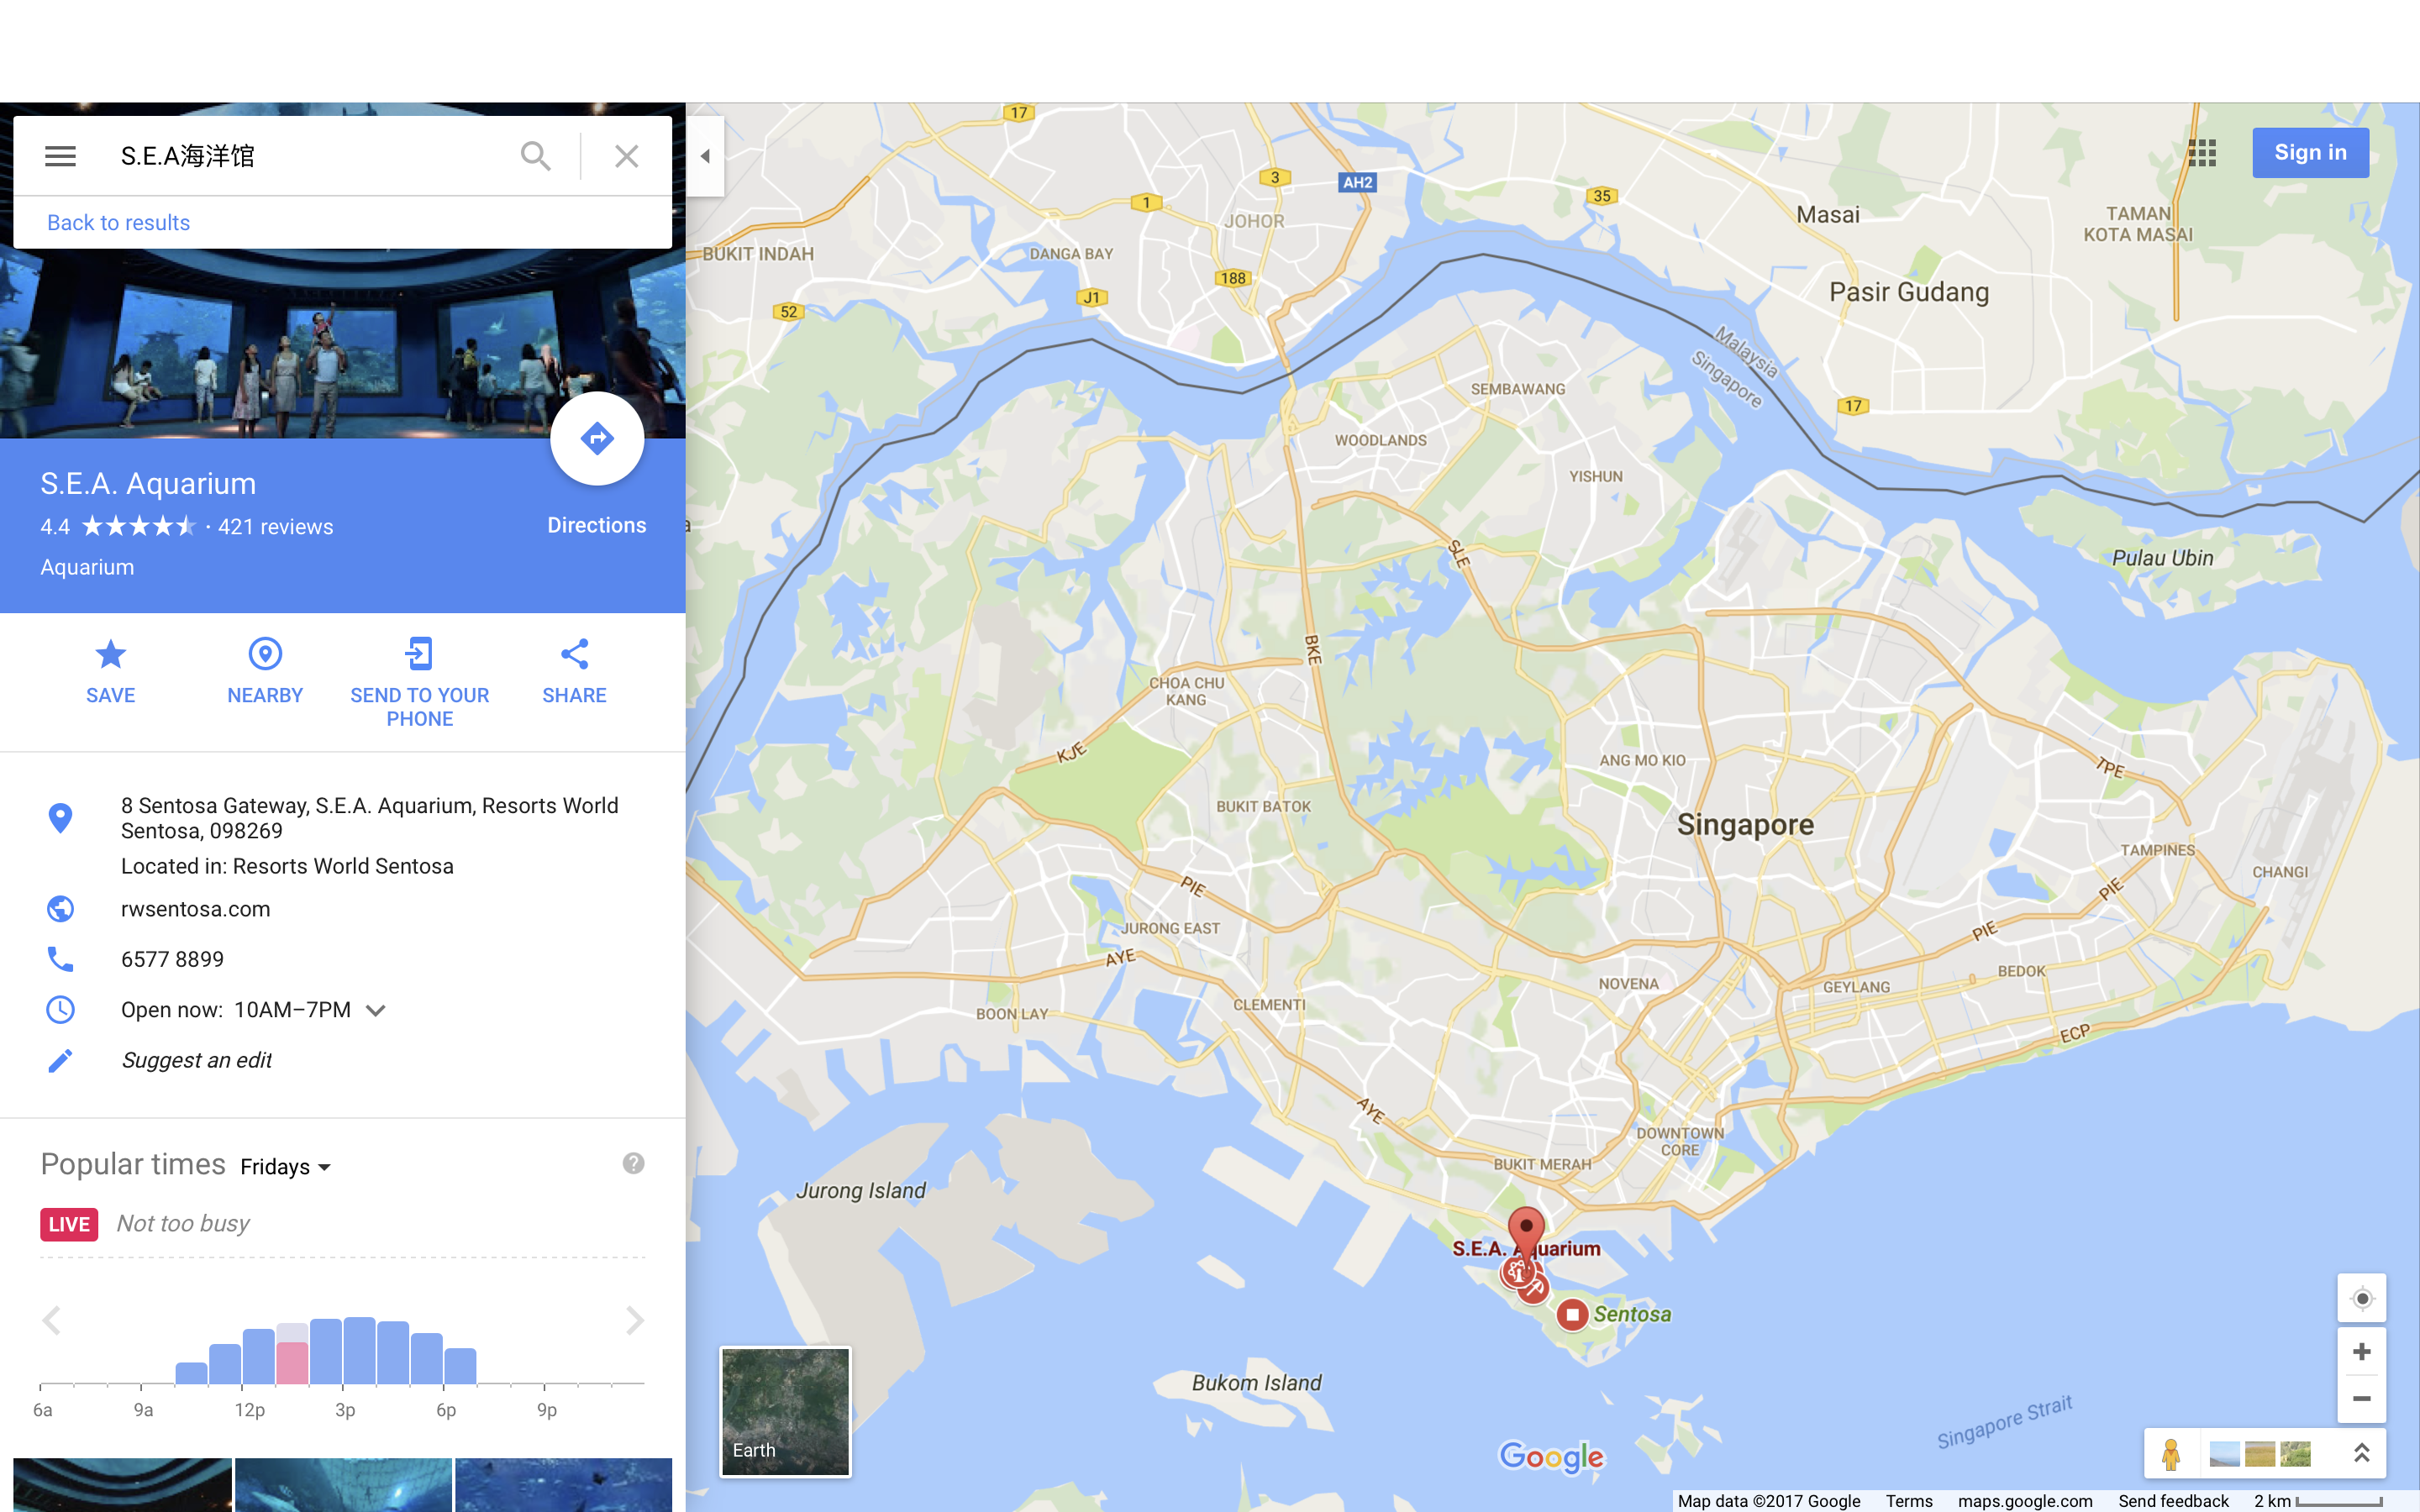 S.E.A海洋馆
Back to results
S.E.A. Aquarium
4.4 · 421 reviews
Directions
Aquarium
SAVE
NEARBY
SEND TO YOUR
PHONE
SHARE
8 Sentosa Gateway, S.E.A. Aquarium, Resorts World
Sentosa, 098269
Located in: Resorts World Sentosa
rwsentosa.com
6577 8899
Open now: 10AM–7PM
Suggest an edit
Popular times Fridays
?
LIVE Not too busy
6a 9a 12p 3p 6p 9p
Sign in
17
3
AH2
35
1
JOHOR
Masai
TAMAN
KOTA MASAI
BUKIT INDAH
DANGA BAY
188
J1
52
Pasir Gudang
Malaysia
Singapore
17
SEMBAWANG
WOODLANDS
YISHUN
a
SLE
Pulau Ubin
BKE
CHOA CHU
KANG
KJE
ANG MO KIO
TPE
BUKIT BATOK
Singapore
TAMPINES
CHANGI
PIE
PIE
PIE
JURONG EAST
AYE
BEDOK
NOVENA
GEYLANG
CLEMENTI
BOON LAY
ECP
AYE
DOWNTOWN
CORE
BUKIT MERAH
Jurong Island
S.E.A. Aquarium
Sentosa
Bukom Island
Singapore Strait
Earth
Google
Map data ©2017 Google Terms maps.google.com Send feedback 2 km